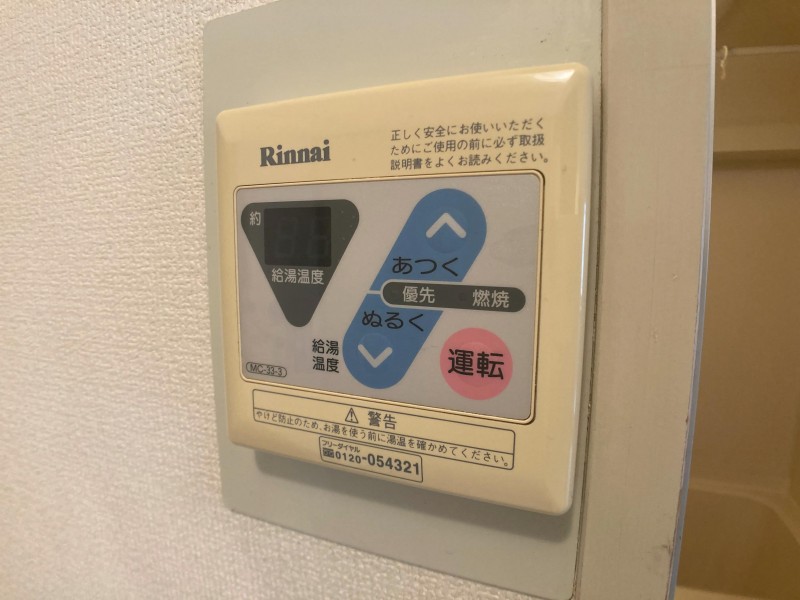 Rinnai
正しく安全にお使いいただく
ためにご使用の前に必ず取扱
説明書をよくお読みください。
約
給湯温度
あつく
優先 燃焼
ぬるく
給湯
温度
運転
MC-33-3
⚠ 警告
やけど防止のため、お湯を使う前に湯温を確かめてください。
フリーダイヤル
0120-054321